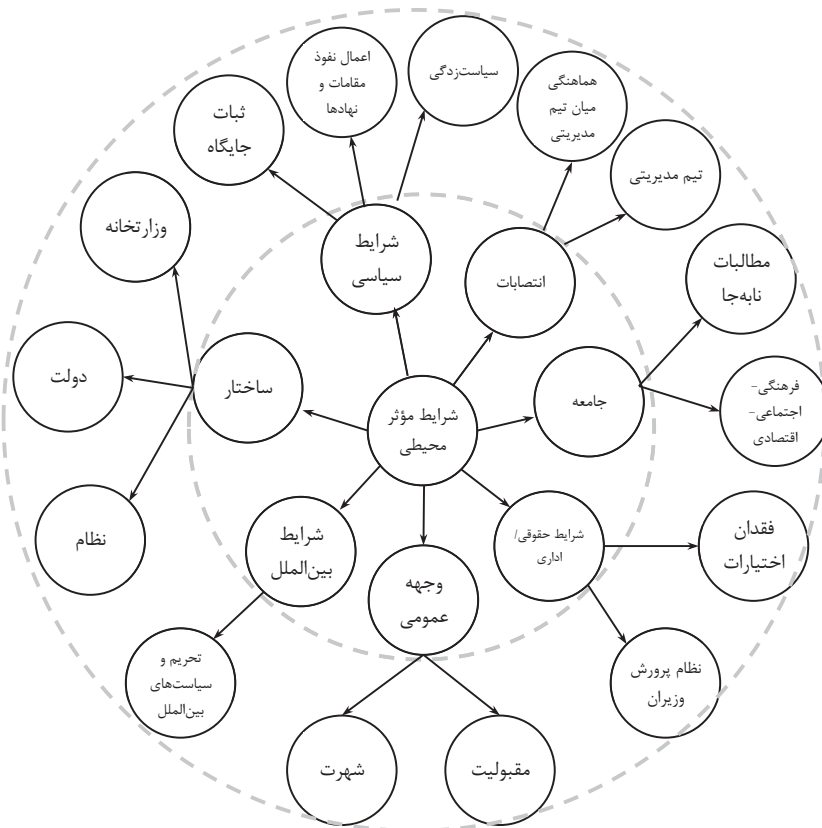 سیاست‌زدگی
اعمال نفوذ
مقامات و
نهادها
هماهنگی
میان تیم
مدیریتی
ثبات
جایگاه
تیم مدیریتی
وزارتخانه
شرایط
سیاسی
انتصابات
مطالبات
نابه‌جا
دولت
ساختار
جامعه
فرهنگی-
اجتماعی-
اقتصادی
شرایط مؤثر
محیطی
نظام
شرایط
بین‌الملل
وجهه
عمومی
شرایط حقوقی/
اداری
فقدان
اختیارات
تحریم و
سیاست‌های
بین‌الملل
نظام پرورش
وزیران
شهرت
مقبولیت